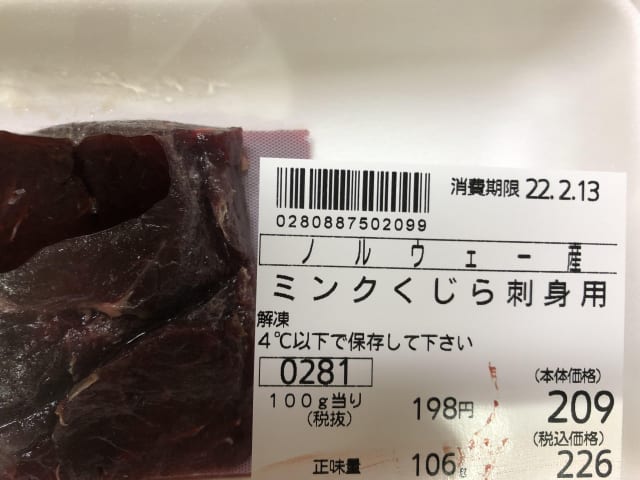 消費期限 22.2.13
0280887502099
ノルウェー産
ミンクくじら刺身用
解凍
4℃以下で保存して下さい
0281
(本体価格)
100g当り 198円 209
(税抜)
(税込価格)
正味量 106g 226